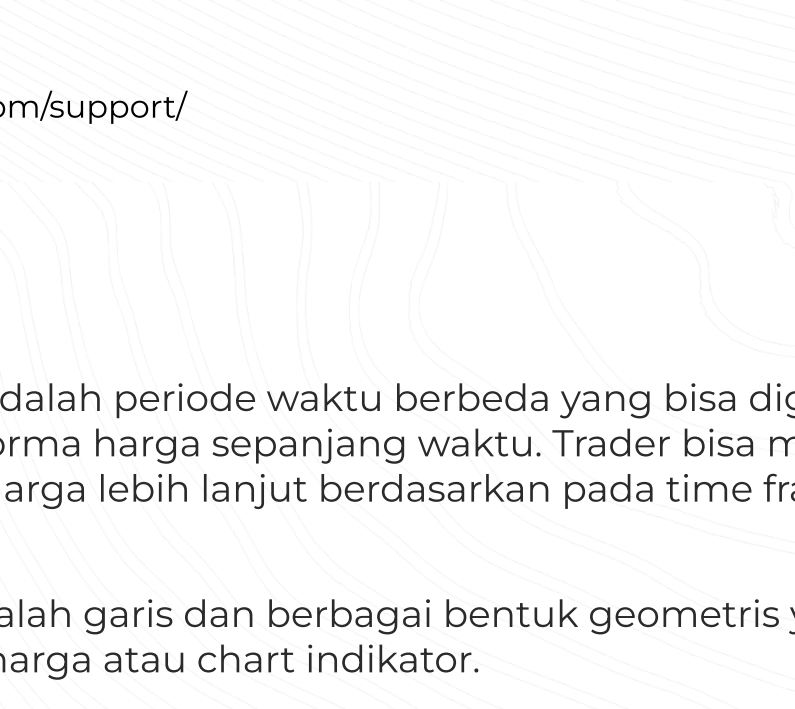 om/support/
dalah periode waktu berbeda yang bisa dig
orma harga sepanjang waktu. Trader bisa m
arga lebih lanjut berdasarkan pada time fra
alah garis dan berbagai bentuk geometris y
harga atau chart indikator.